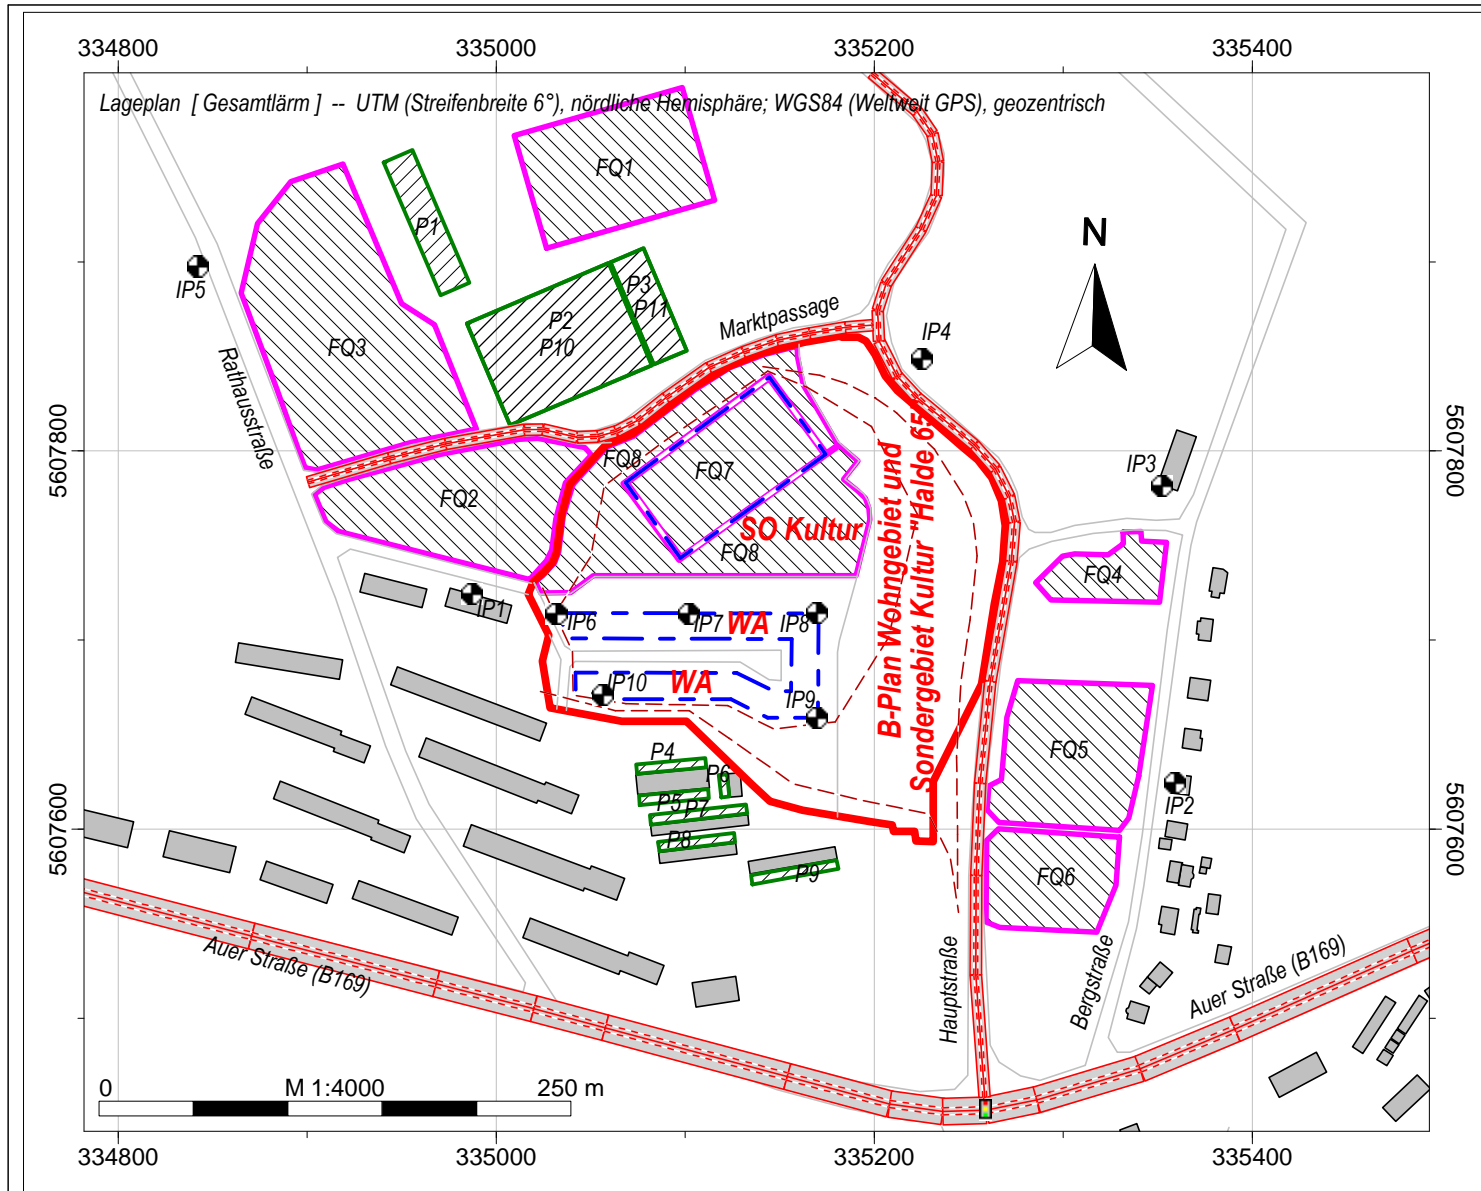 334800 335000 335200 335400
Lageplan [ Gesamtlärm ] -- UTM (Streifenbreite 6°), nördliche Hemisphäre; WGS84 (Weltweit GPS), geozentrisch
FQ1
P1
N
IP5
P3
P11
P2
P10
Marktpassage
IP4
FQ3
Rathausstraße
5607800
5607800
FQ8
FQ7
IP3
FQ2
SO Kultur
FQ8
B-Plan Wohngebiet und
Sondergebiet Kultur "Halde 65"
FQ4
IP1
IP6
IP7
WA
IP8
IP10
WA
IP9
P4
P6
P5
P7
P8
P9
FQ5
IP2
5607600
5607600
FQ6
Auer Straße (B169)
Hauptstraße
Bergstraße
Auer Straße (B169)
0 M 1:4000 250 m
334800 335000 335200 335400